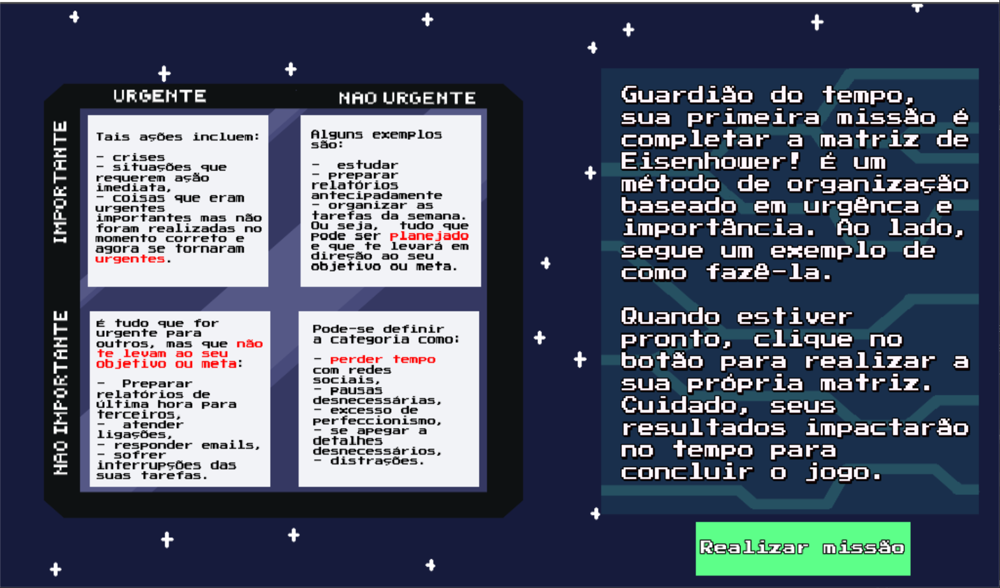 URGENTE
NAO URGENTE
IMPORTANTE
Tais ações incluem:
- crises
- situações que
requerem ação
imediata,
- coisas que eram
urgentes
importantes mas não
foram realizadas no
momento correto e
agora se tornaram
urgentes.
Alguns exemplos
são:
-  estudar
- preparar
relatórios
antecipadamente
- organizar as
tarefas da semana.
Ou seja,  tudo que
pode ser planejado
e que te levará em
direção ao seu
objetivo ou meta.
NAO IMPORTANTE
É tudo que for
urgente para
outros, mas que não
te levam ao seu
objetivo ou meta:
-  Preparar
relatórios de
última hora para
terceiros,
-  atender
ligações,
- responder emails,
- sofrer
interrupções das
suas tarefas.
Pode-se definir
a categoria como:
- perder tempo
com redes
sociais,
- pausas
desnecessárias,
- excesso de
perfeccionismo,
- se apegar a
detalhes
desnecessários,
- distrações.
Guardião do tempo,
sua primeira missão é
completar a matriz de
Eisenhower! É um
método de organização
baseado em urgênca e
importância. Ao lado,
segue um exemplo de
como fazê-la.
Quando estiver
pronto, clique no
botão para realizar a
sua própria matriz.
Cuidado, seus
resultados impactarão
no tempo para
concluir o jogo.
Realizar missão